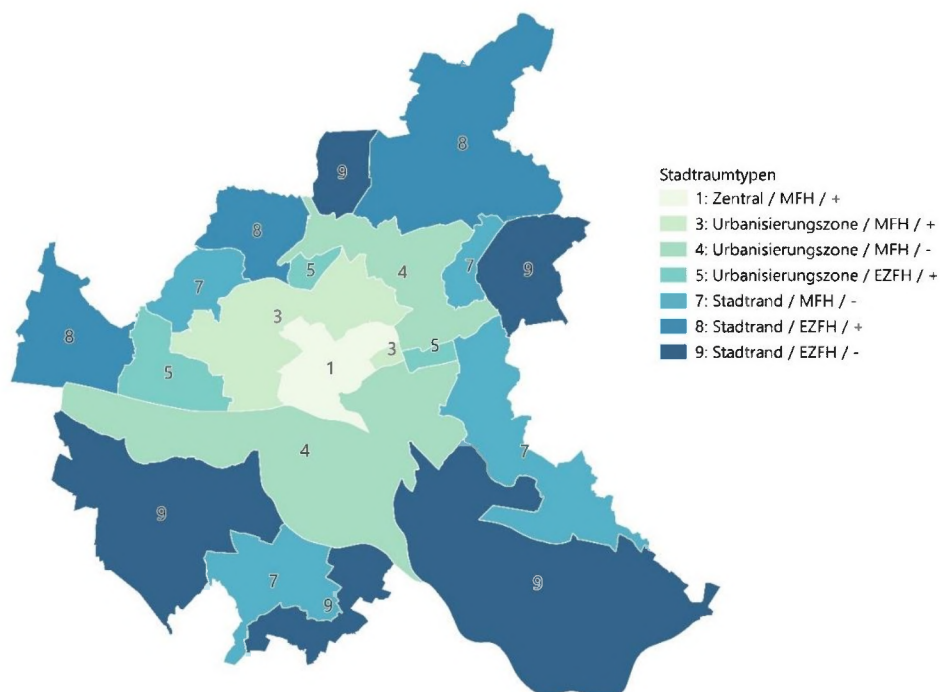 8
9
8
5
4
7
9
7
3
8
5
3
5
1
4
7
9
7
9
9
Stadtraumtypen
1: Zentral / MFH / +
3: Urbanisierungszone / MFH / +
4: Urbanisierungszone / MFH / -
5: Urbanisierungszone / EZFH / +
7: Stadtrand / MFH / -
8: Stadtrand / EZFH / +
9: Stadtrand / EZFH / -